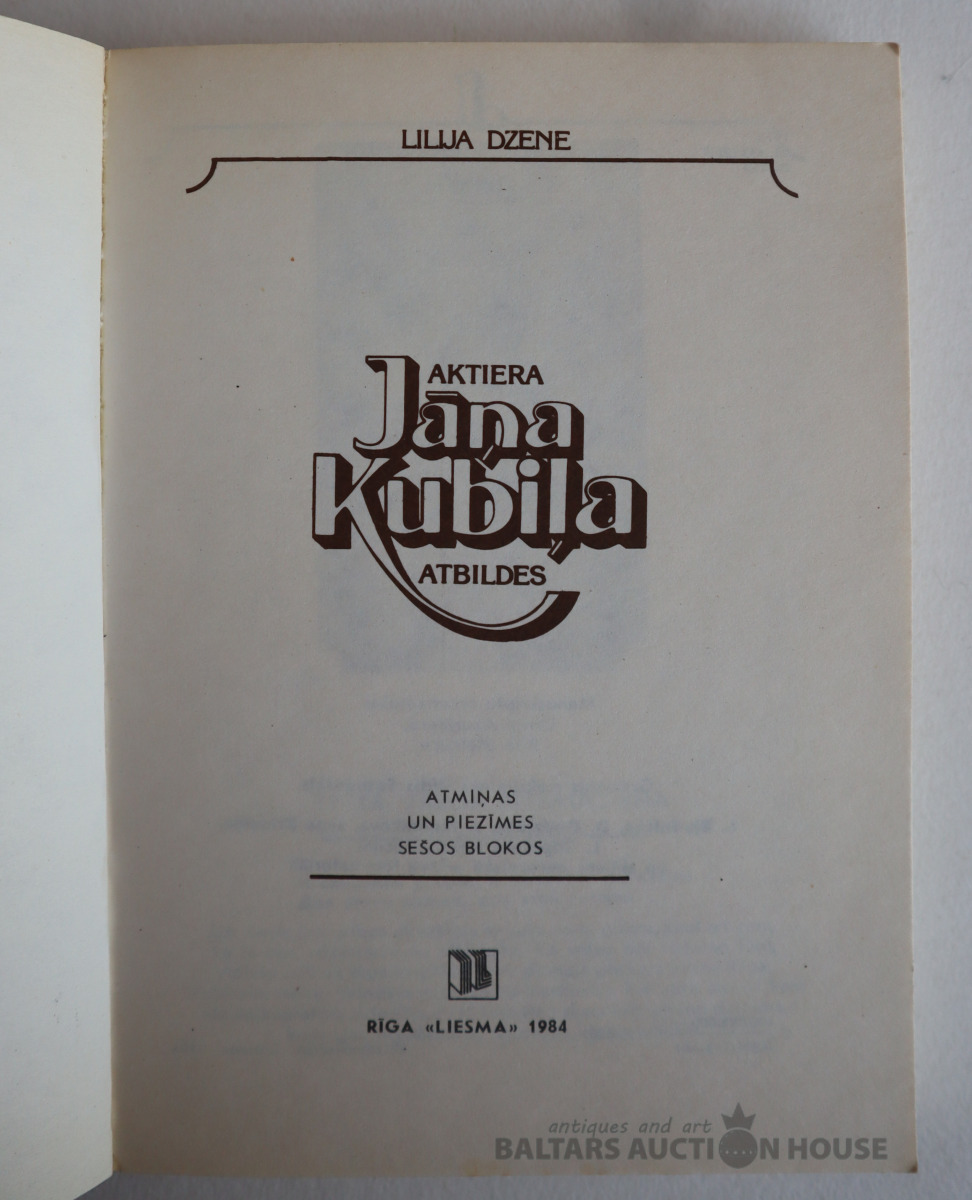 LILIJA DZENE
AKTIERA
Jāņa
Kubiļa
ATBILDES
ATMIŅAS
UN PIEZĪMES
SEŠOS BLOKOS
RĪGA «LIESMA» 1984
antiques and art
BALTARS AUCTION HOUSE